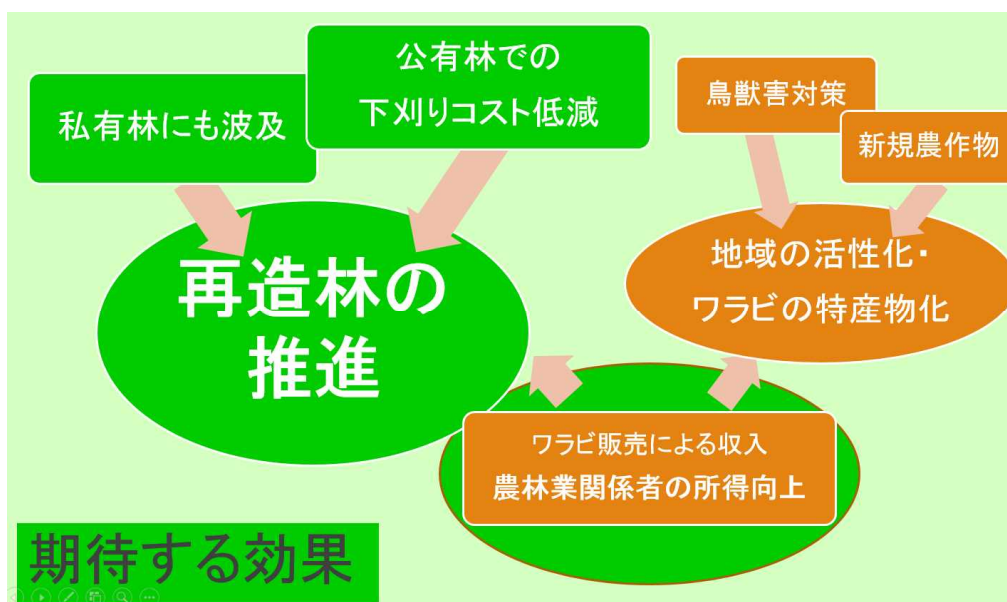 私有林にも波及
公有林での
下刈りコスト低減
鳥獣害対策
新規農作物
再造林の
推進
地域の活性化・
ワラビの特産物化
ワラビ販売による収入
農林業関係者の所得向上
期待する効果